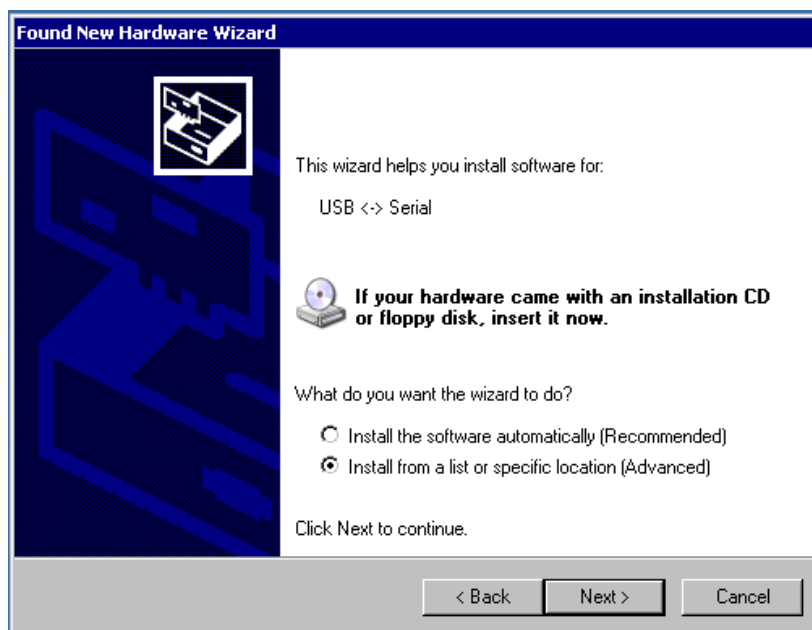 Found New Hardware Wizard
This wizard helps you install software for:
USB <-> Serial
If your hardware came with an installation CD
or floppy disk, insert it now.
What do you want the wizard to do?
Install the software automatically (Recommended)
Install from a list or specific location (Advanced)
Click Next to continue.
< Back
Next >
Cancel